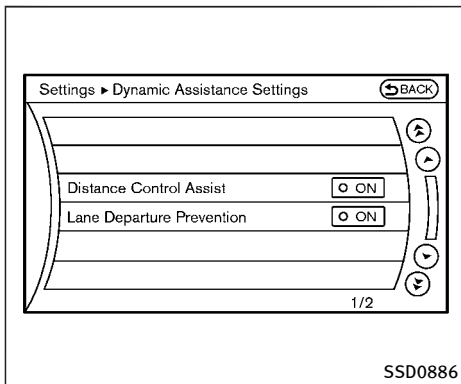 Settings ▸ Dynamic Assistance Settings BACK
Distance Control Assist ON
Lane Departure Prevention ON
1/2
SSD0886